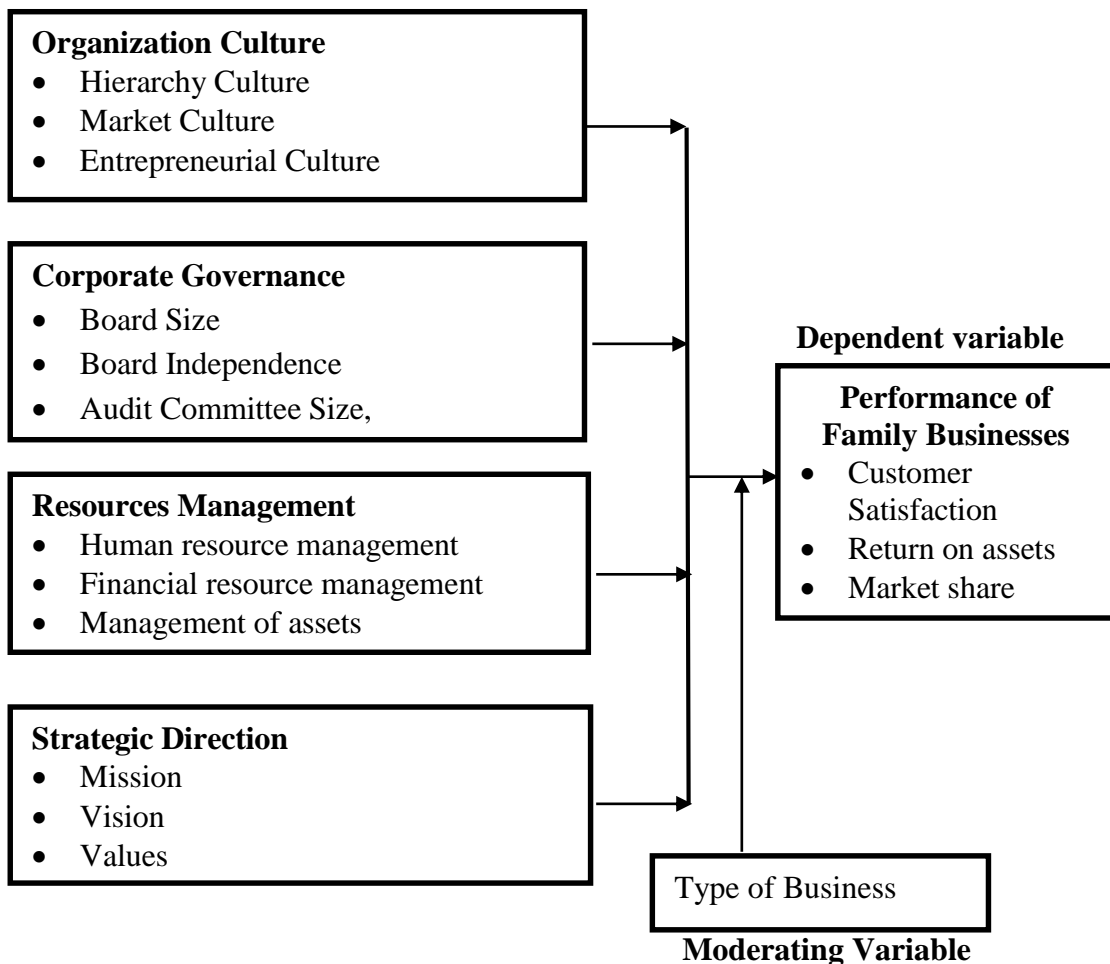 Organization Culture
• Hierarchy Culture
• Market Culture
• Entrepreneurial Culture
Corporate Governance
• Board Size
• Board Independence
• Audit Committee Size,
Resources Management
• Human resource management
• Financial resource management
• Management of assets
Strategic Direction
• Mission
• Vision
• Values
Dependent variable
Performance of
Family Businesses
• Customer
Satisfaction
• Return on assets
• Market share
Type of Business
Moderating Variable